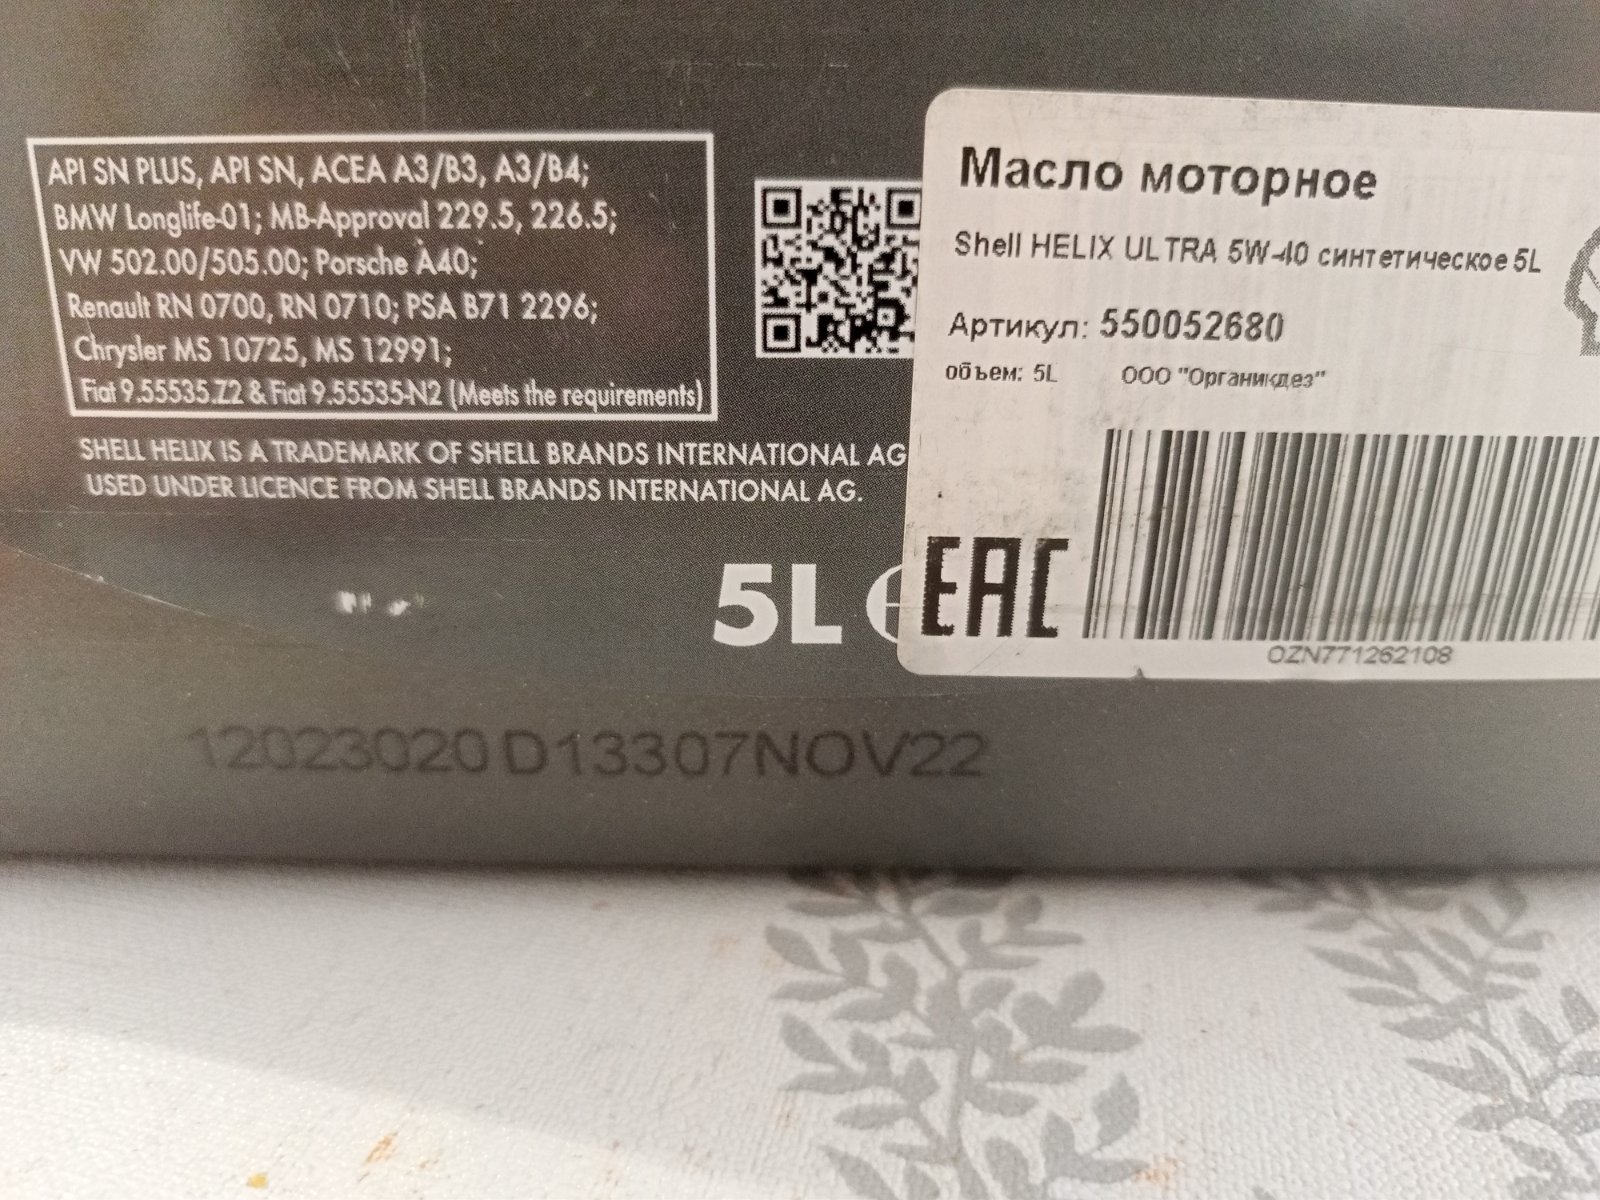 API SN PLUS, API SN, ACEA A3/B3, A3/B4;
BMW Longlife-01; MB-Approval 229.5, 226.5;
VW 502.00/505.00; Porsche A40;
Renault RN 0700, RN 0710; PSA B71 2296;
Chrysler MS 10725, MS 12991;
Fiat 9.55535.Z2 & Fiat 9.55535-N2 (Meets the requirements)
SHELL HELIX IS A TRADEMARK OF SHELL BRANDS INTERNATIONAL AG
USED UNDER LICENCE FROM SHELL BRANDS INTERNATIONAL AG.
5L
Масло моторное
Shell HELIX ULTRA 5W-40 синтетическое 5L
Артикул: 550052680
объем: 5L ООО "Органикдез"
EAC
OZN771262108
12023020 D13307NOV22